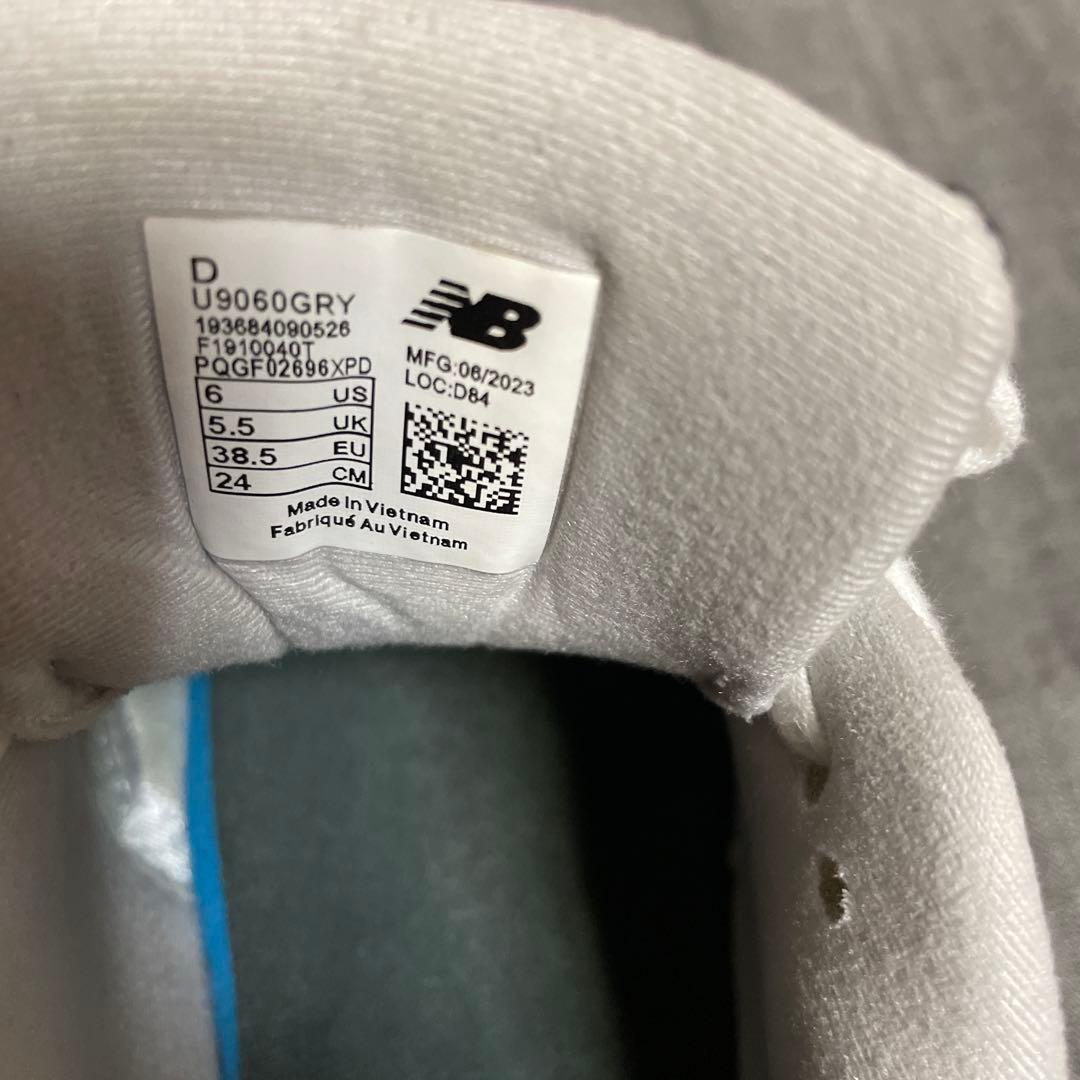 D
U9060GRY
193684090526
F1910040T
PQGF02696XPD
6 US
5.5 UK
38.5 EU
24 CM
NB
MFG:06/2023
LOC:D84
Made In Vietnam
Fabriqué Au Vietnam